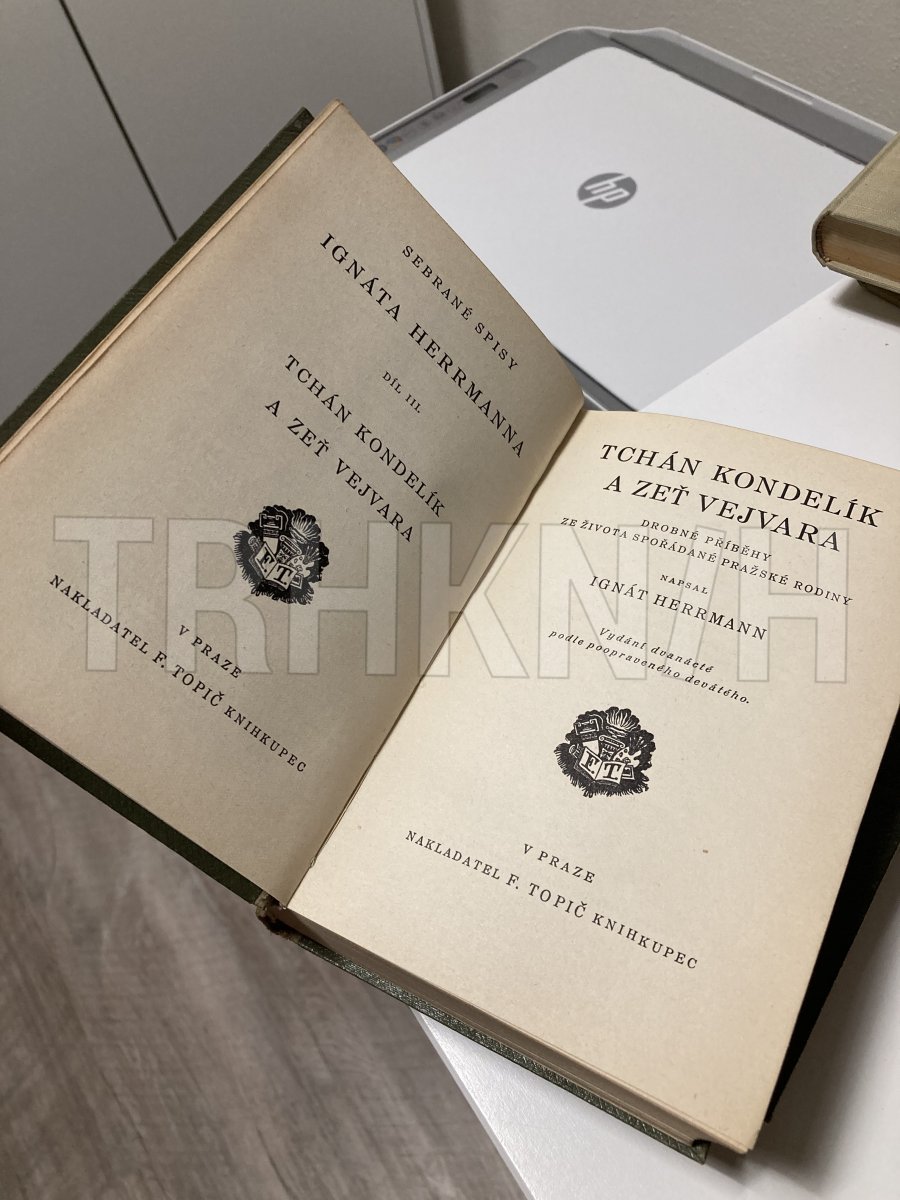 SEBRANÉ SPISY
IGNÁTA HERRMANNA
DÍL III.
TCHÁN KONDELÍK
A ZEŤ VEJVARA
F. T.
V PRAZE
NAKLADATEL F. TOPIČ KNIHKUPEC
TCHÁN KONDELÍK
A ZEŤ VEJVARA
DROBNÉ PŘÍBĚHY
ZE ŽIVOTA SPOŘÁDANÉ PRAŽSKÉ RODINY
NAPSAL
IGNÁT HERRMANN
Vydání dvanácté
podle poopraveného devátého.
F. T.
V PRAZE
NAKLADATEL F. TOPIČ KNIHKUPEC
hp
TRHKNIH